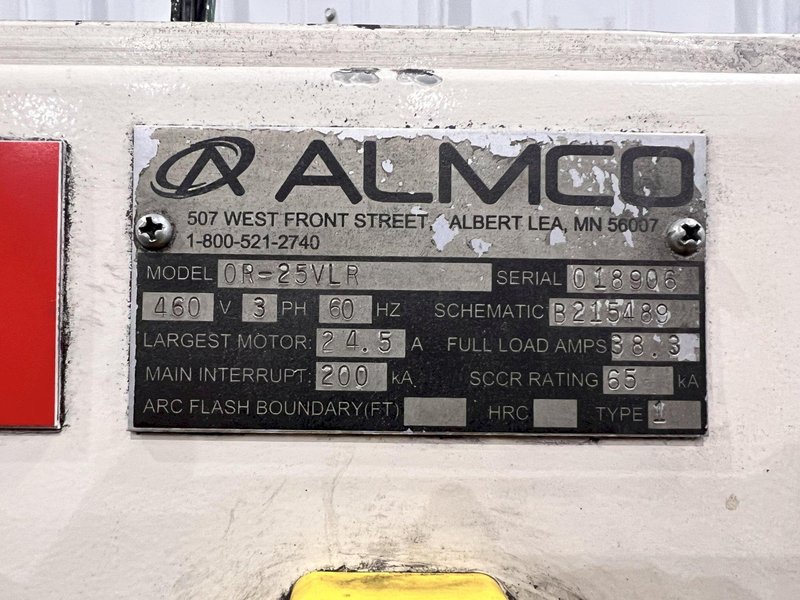 ALMCO
507 WEST FRONT STREET, ALBERT LEA, MN 56007
1-800-521-2740
MODEL OR-25VLR SERIAL 018906
460 V 3 PH 60 HZ SCHEMATIC B215489
LARGEST MOTOR: 24.5 A FULL LOAD AMPS 38.3
MAIN INTERRUPT: 200 kA SCCR RATING 65 kA
ARC FLASH BOUNDARY(FT) HRC TYPE 1